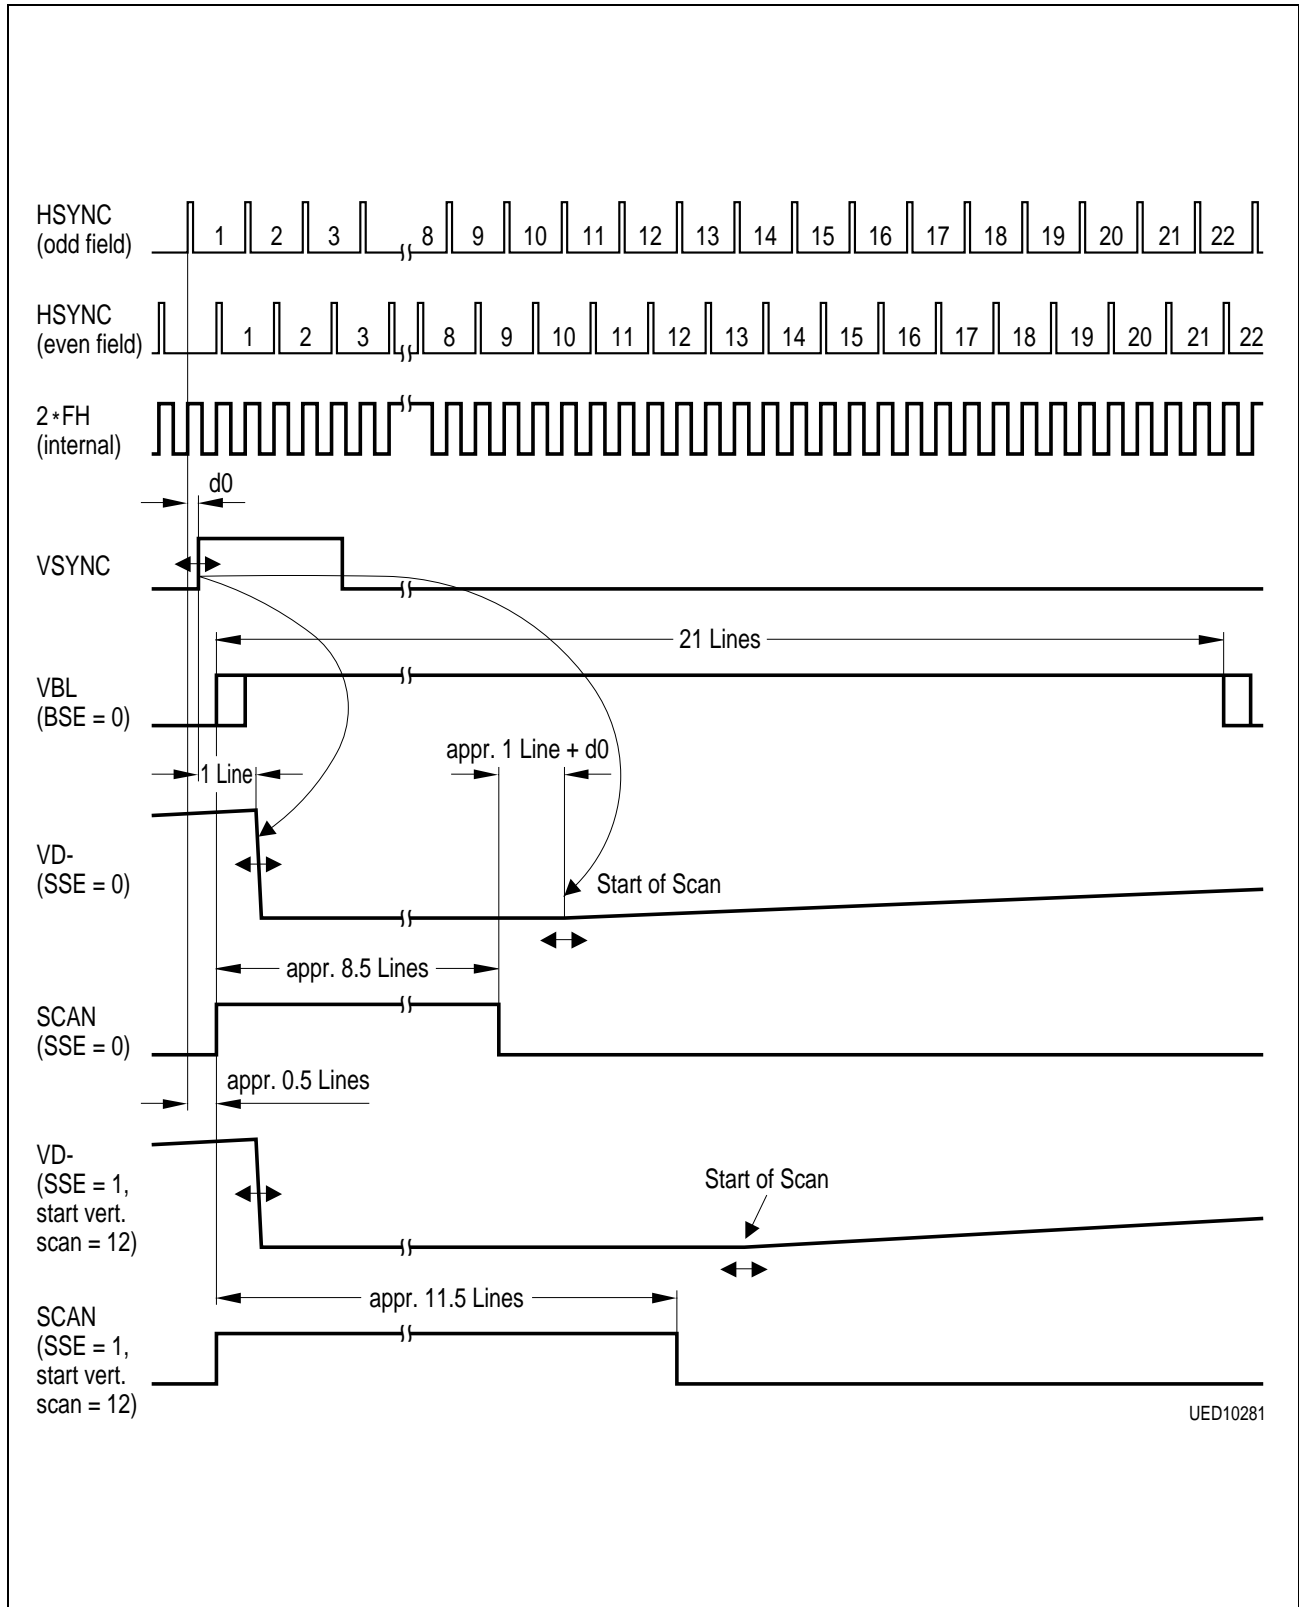 HSYNC
(odd field)
1 2 3 8 9 10 11 12 13 14 15 16 17 18 19 20 21 22
HSYNC
(even field)
1 2 3 8 9 10 11 12 13 14 15 16 17 18 19 20 21 22
2*FH
(internal)
d0
VSYNC
21 Lines
VBL
(BSE = 0)
appr. 1 Line + d0
1 Line
VD-
(SSE = 0)
Start of Scan
appr. 8.5 Lines
SCAN
(SSE = 0)
appr. 0.5 Lines
VD-
(SSE = 1,
start vert.
scan = 12)
Start of Scan
appr. 11.5 Lines
SCAN
(SSE = 1,
start vert.
scan = 12)
UED10281